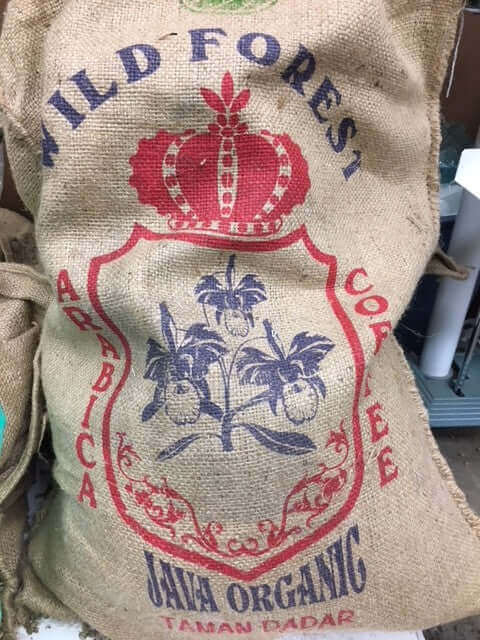 WILD FOREST
ARABICA
COFFEE
JAVA ORGANIC
TAMAN DADAR